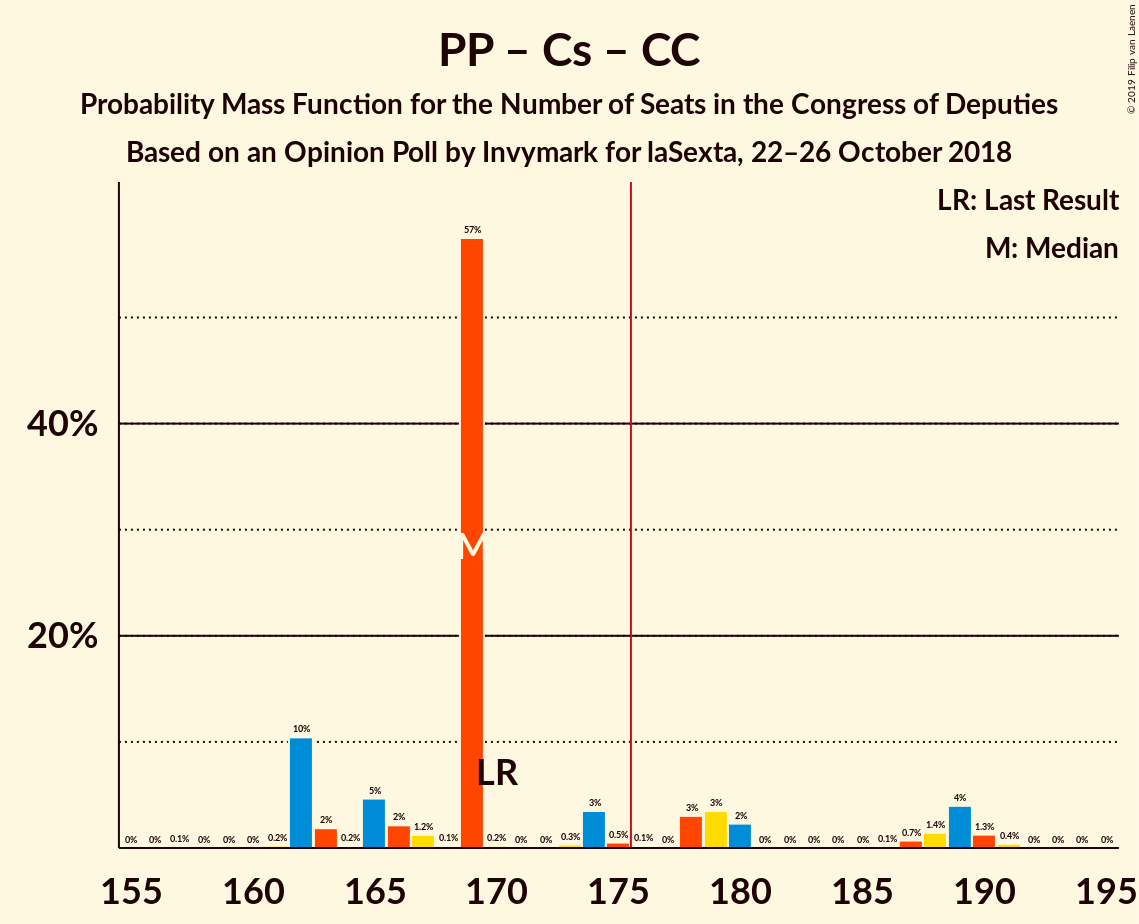 PP – Cs – CC
Probability Mass Function for the Number of Seats in the Congress of Deputies
Based on an Opinion Poll by Invymark for laSexta, 22–26 October 2018
© 2019 Filip van Laenen
LR: Last Result
M: Median
40%
20%
0% 0% 0.1% 0% 0% 0% 0.2% 10% 2% 0.2% 5% 2% 1.2% 0.1% 57% 0.2% 0% 0% 0.3% 3% 0.5% 0.1% 0% 3% 3% 2% 0% 0% 0% 0% 0% 0.1% 0.7% 1.4% 4% 1.3% 0.4% 0% 0% 0% 0%
M
LR
155 160 165 170 175 180 185 190 195